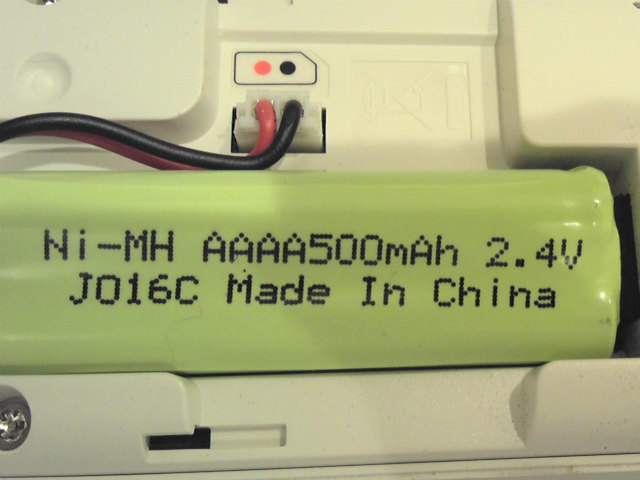 Ni-MH AAAA500mAh 2.4V
J016C Made In China